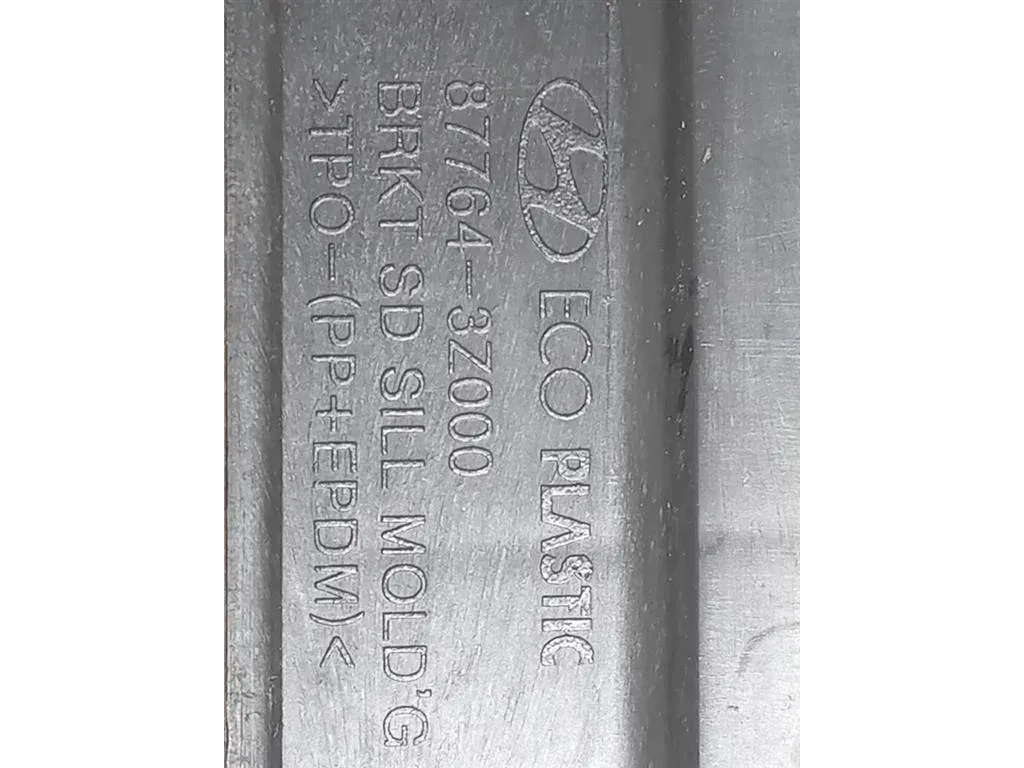 ECO PLASTIC
87764-3Z000
BRKT SD SILL MOLD'G
>TPO-(PP+EPDM)<